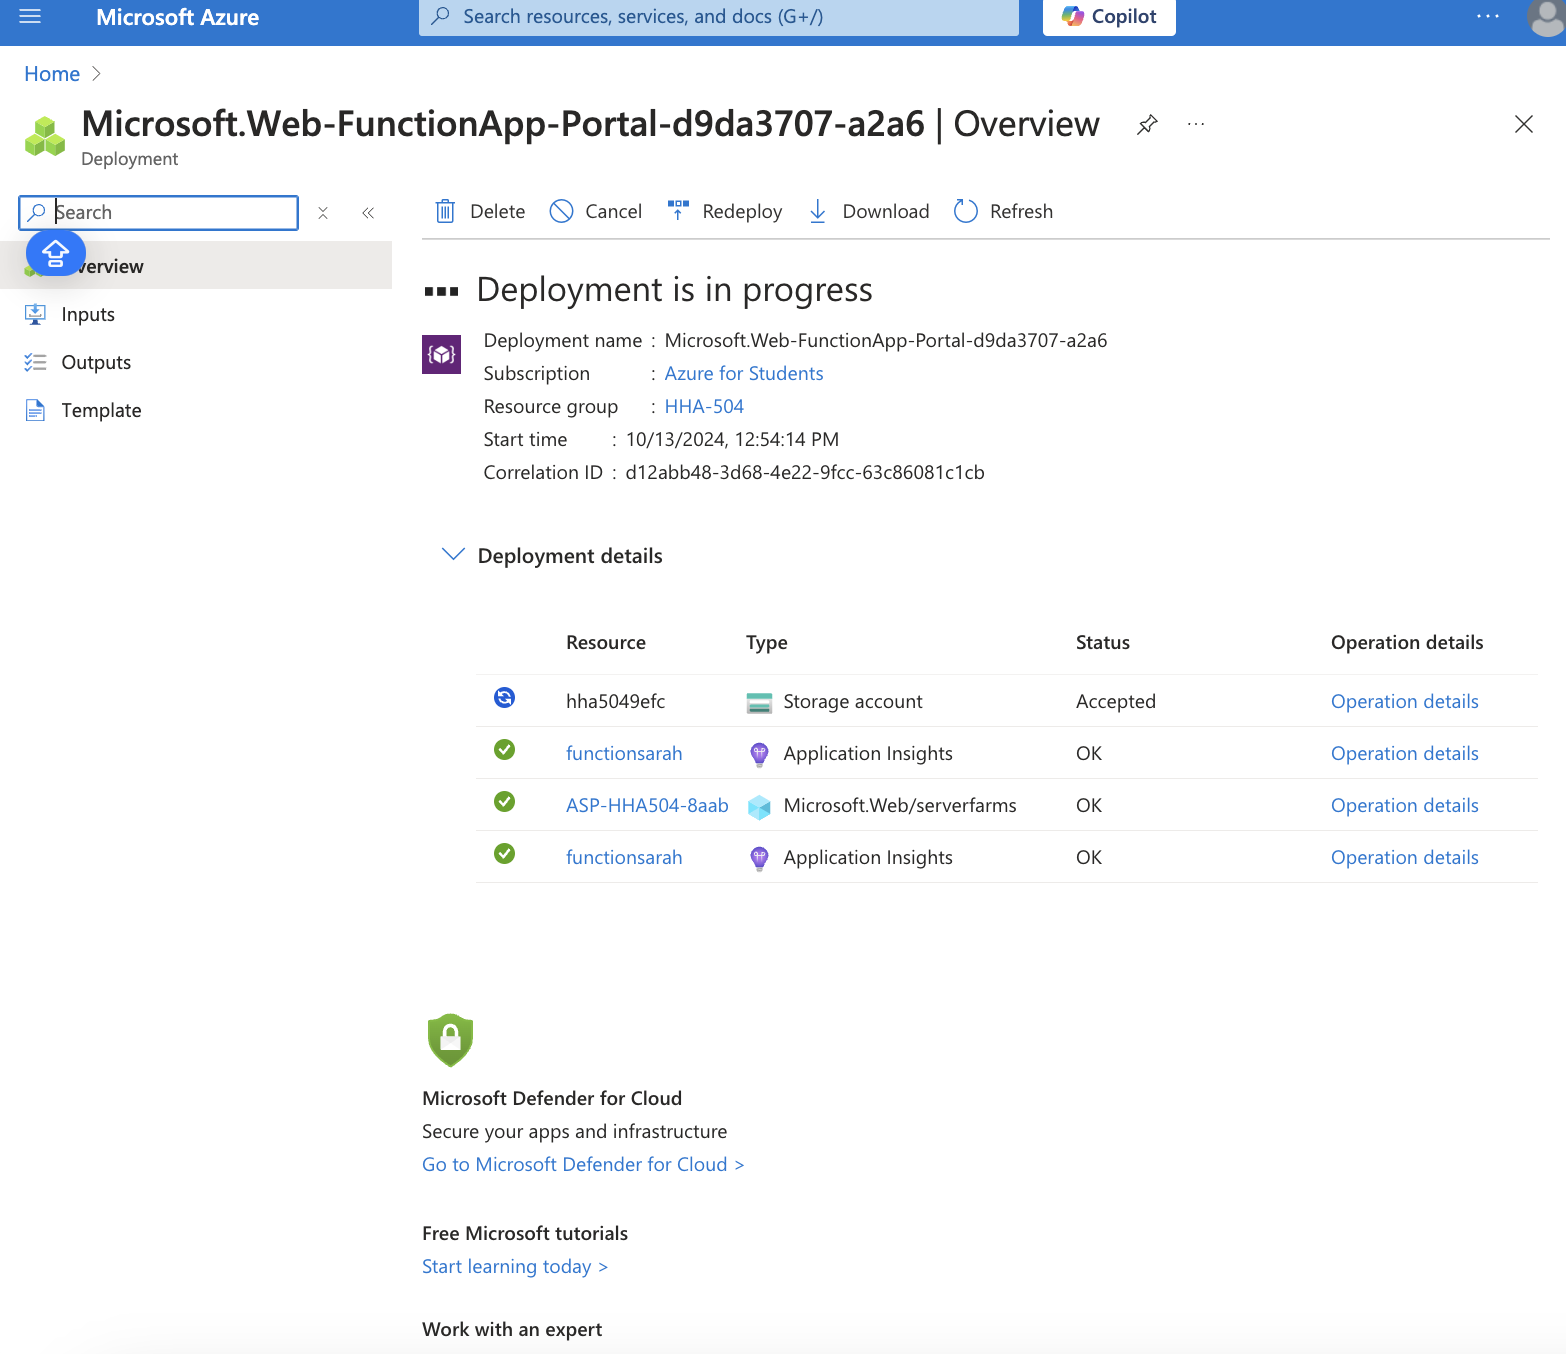 Microsoft Azure
Search resources, services, and docs (G+/)
Copilot
Home
Microsoft.Web-FunctionApp-Portal-d9da3707-a2a6 | Overview
Deployment
Search
Overview
Inputs
Outputs
Template
Delete
Cancel
Redeploy
Download
Refresh
Deployment is in progress
Deployment name : Microsoft.Web-FunctionApp-Portal-d9da3707-a2a6
Subscription : Azure for Students
Resource group : HHA-504
Start time : 10/13/2024, 12:54:14 PM
Correlation ID : d12abb48-3d68-4e22-9fcc-63c86081c1cb
Deployment details
Resource Type Status Operation details
hha5049efc Storage account Accepted Operation details
functionsarah Application Insights OK Operation details
ASP-HHA504-8aab Microsoft.Web/serverfarms OK Operation details
functionsarah Application Insights OK Operation details
Microsoft Defender for Cloud
Secure your apps and infrastructure
Go to Microsoft Defender for Cloud >
Free Microsoft tutorials
Start learning today >
Work with an expert